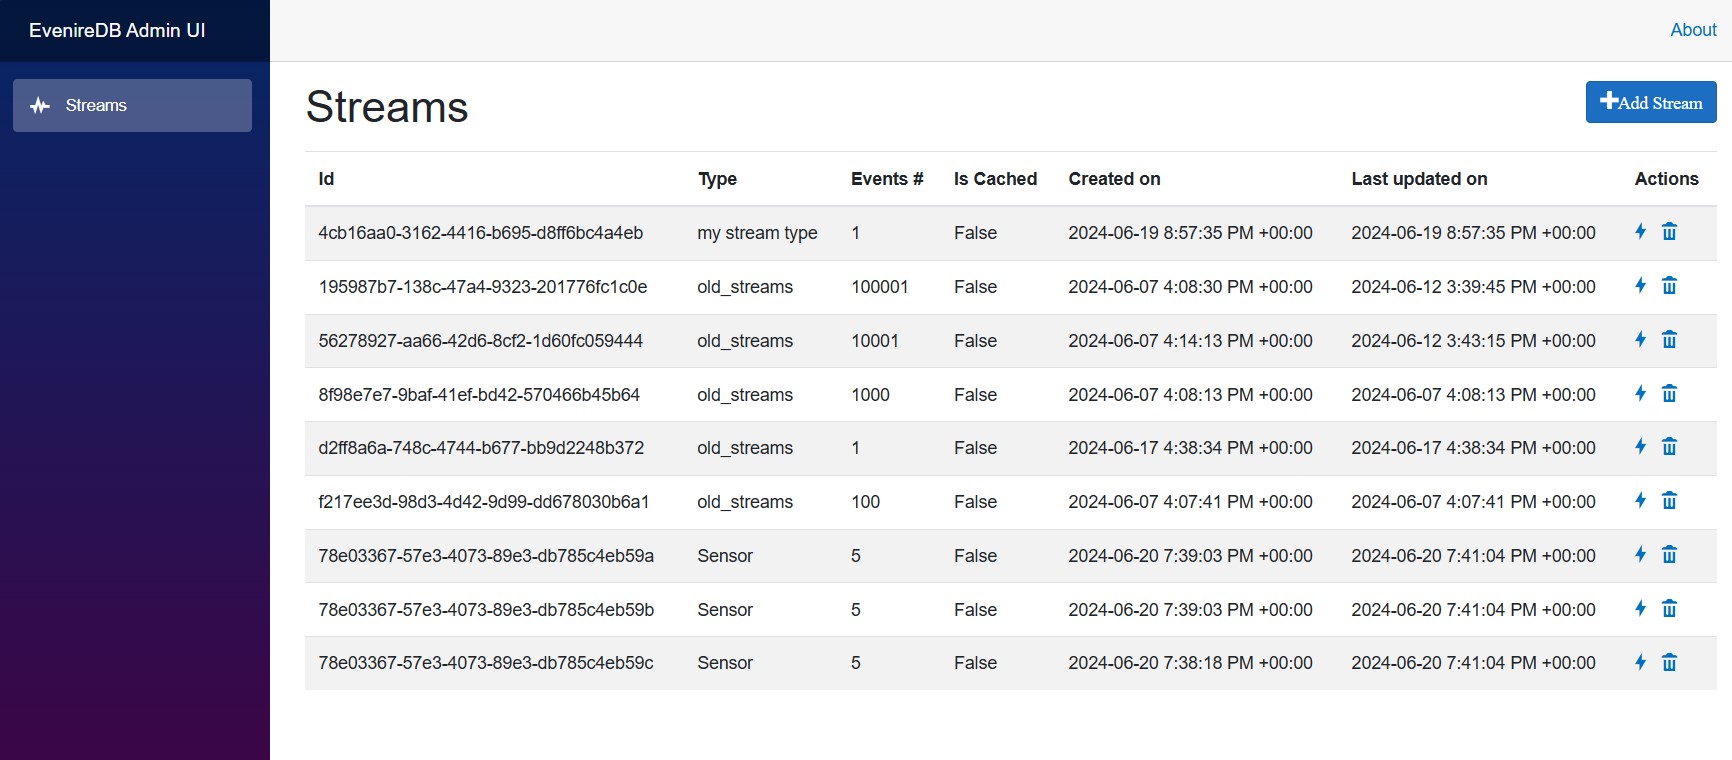 EvenireDB Admin UI
About
Streams
Streams
Add Stream
Id Type Events # Is Cached Created on Last updated on Actions
4cb16aa0-3162-4416-b695-d8ff6bc4a4eb my stream type 1 False 2024-06-19 8:57:35 PM +00:00 2024-06-19 8:57:35 PM +00:00
195987b7-138c-47a4-9323-201776fc1c0e old_streams 100001 False 2024-06-07 4:08:30 PM +00:00 2024-06-12 3:39:45 PM +00:00
56278927-aa66-42d6-8cf2-1d60fc059444 old_streams 10001 False 2024-06-07 4:14:13 PM +00:00 2024-06-12 3:43:15 PM +00:00
8f98e7e7-9baf-41ef-bd42-570466b45b64 old_streams 1000 False 2024-06-07 4:08:13 PM +00:00 2024-06-07 4:08:13 PM +00:00
d2ff8a6a-748c-4744-b677-bb9d2248b372 old_streams 1 False 2024-06-17 4:38:34 PM +00:00 2024-06-17 4:38:34 PM +00:00
f217ee3d-98d3-4d42-9d99-dd678030b6a1 old_streams 100 False 2024-06-07 4:07:41 PM +00:00 2024-06-07 4:07:41 PM +00:00
78e03367-57e3-4073-89e3-db785c4eb59a Sensor 5 False 2024-06-20 7:39:03 PM +00:00 2024-06-20 7:41:04 PM +00:00
78e03367-57e3-4073-89e3-db785c4eb59b Sensor 5 False 2024-06-20 7:39:03 PM +00:00 2024-06-20 7:41:04 PM +00:00
78e03367-57e3-4073-89e3-db785c4eb59c Sensor 5 False 2024-06-20 7:38:18 PM +00:00 2024-06-20 7:41:04 PM +00:00